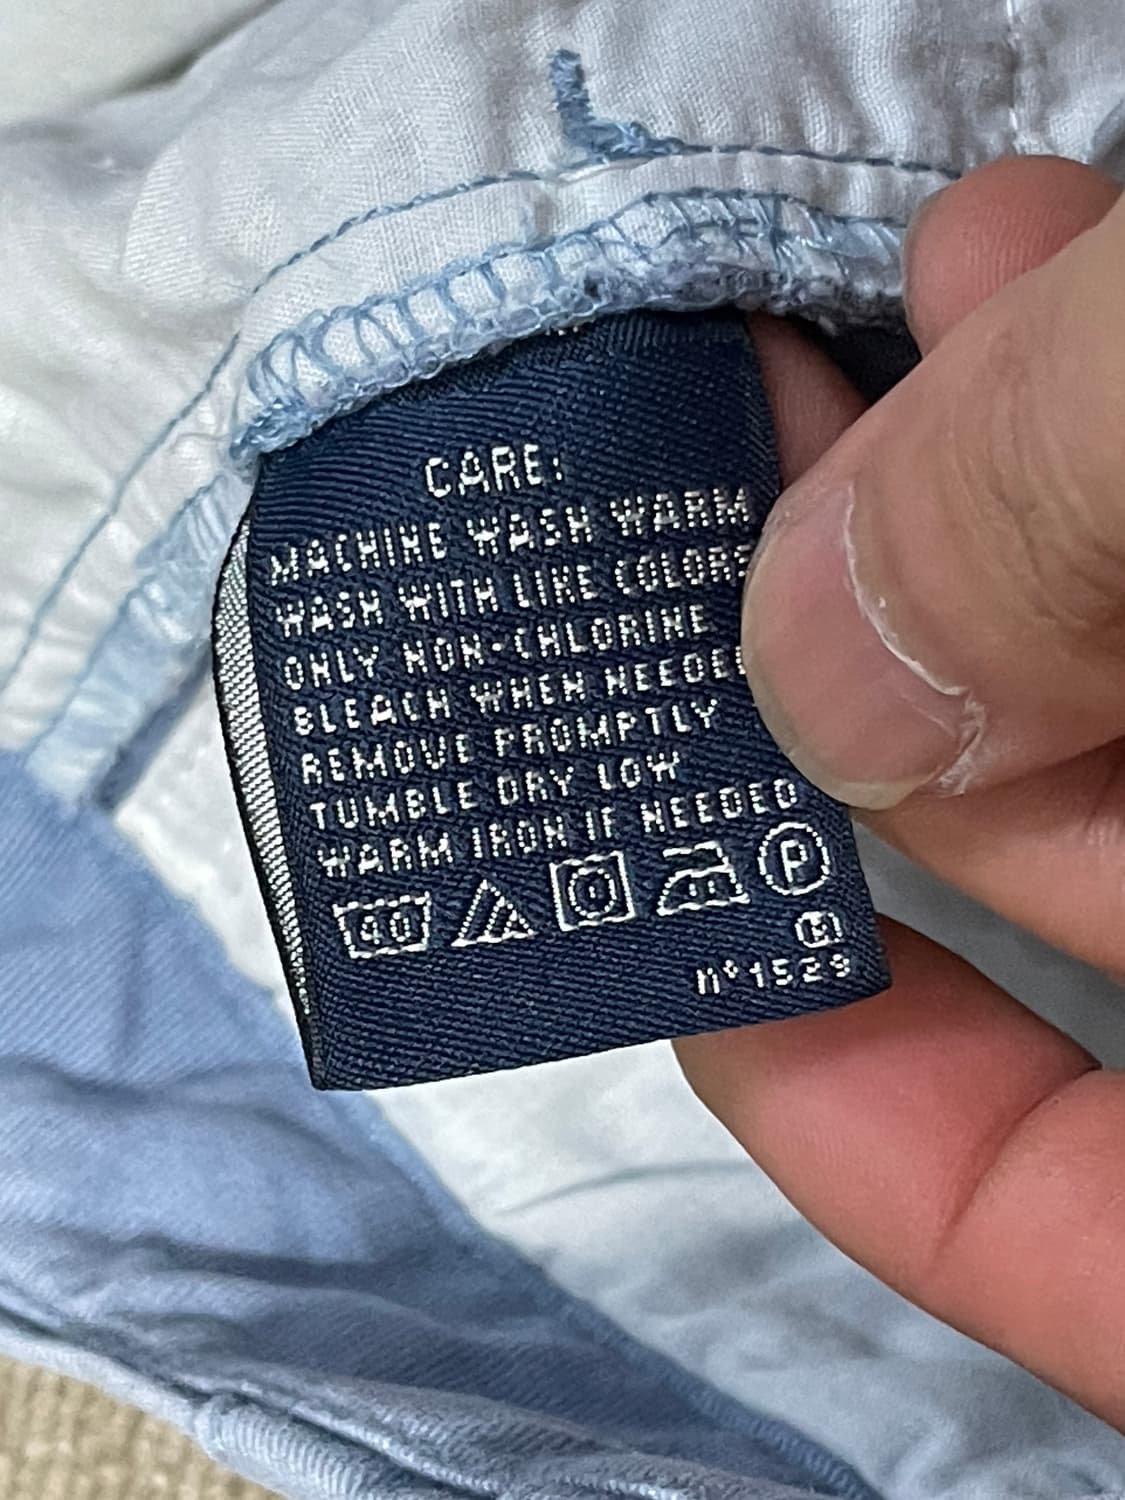 CARE:
MACHINE WASH WARM
WASH WITH LIKE COLORS
ONLY NON-CHLORINE
BLEACH WHEN NEEDED
REMOVE PROMPTLY
TUMBLE DRY LOW
WARM IRON IF NEEDED
40 P
n°1529